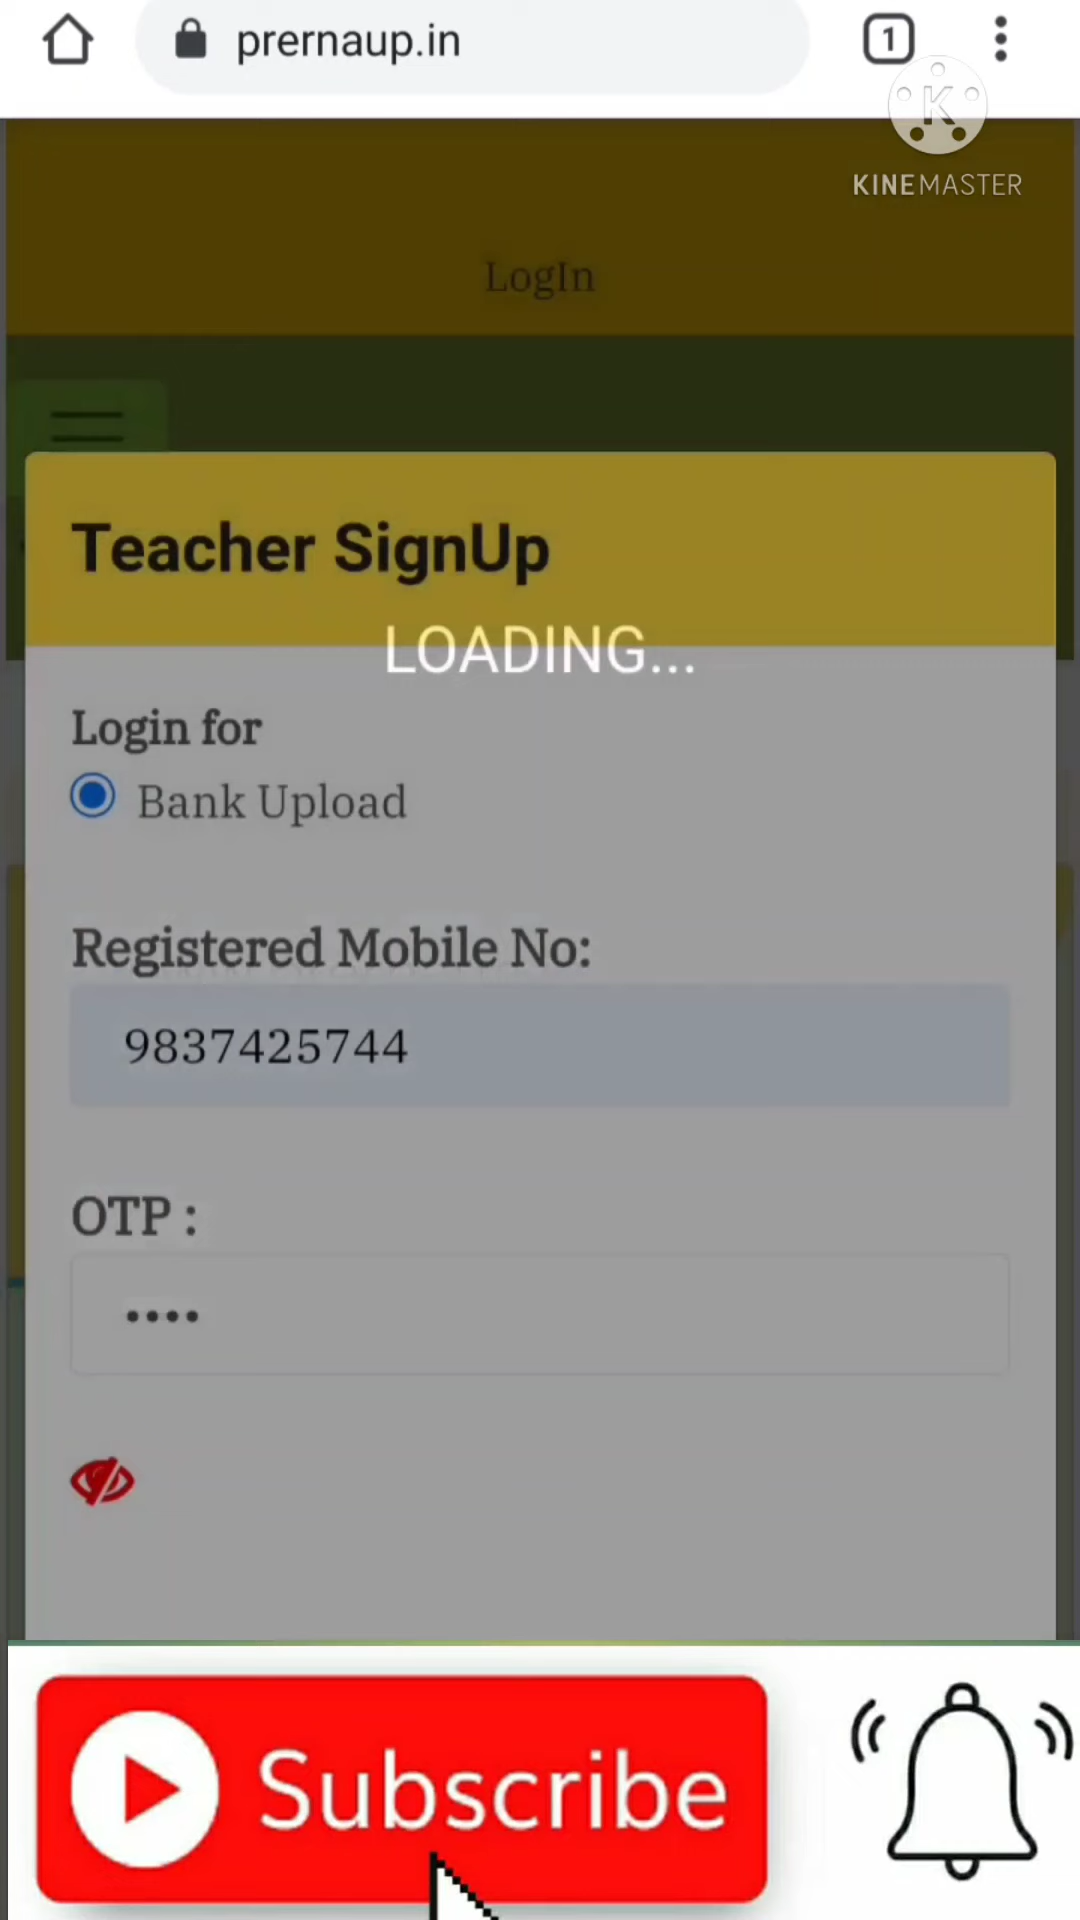 prernaup.in
1
K
KINEMASTER
LogIn
Teacher SignUp
LOADING...
Login for
Bank Upload
Registered Mobile No:
9837425744
OTP :
••••
Subscribe